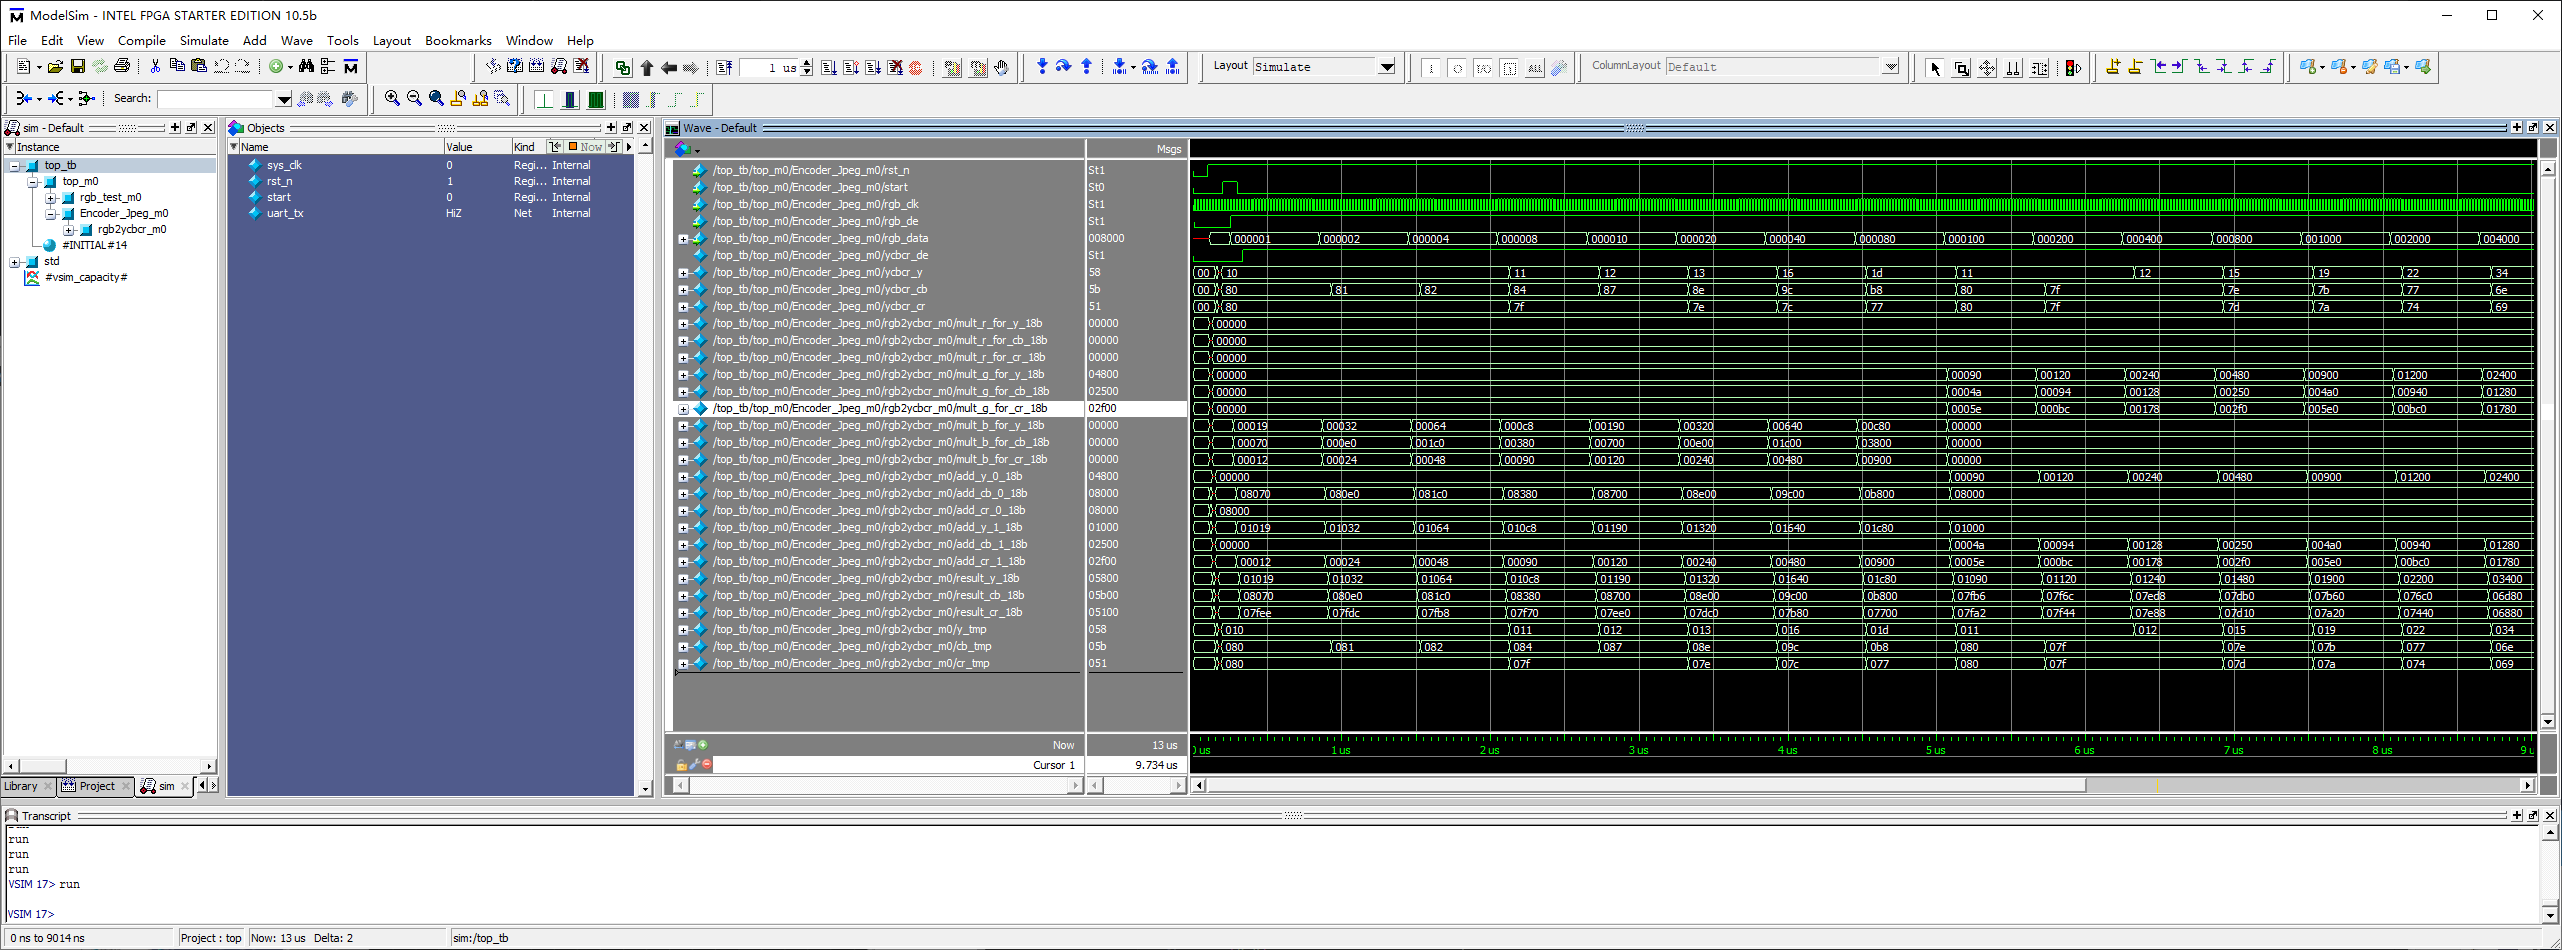 ModelSim - INTEL FPGA STARTER EDITION 10.5b
File Edit View Compile Simulate Add Wave Tools Layout Bookmarks Window Help
1 us
Layout Simulate
ColumnLayout Default
Search:
sim - Default
Instance
top_tb
top_m0
rgb_test_m0
Encoder_Jpeg_m0
rgb2ycbcr_m0
#INITIAL#14
std
#vsim_capacity#
Library Project sim
Objects
Name Value Kind Now
sys_clk 0 Regi... Internal
rst_n 1 Regi... Internal
start 0 Regi... Internal
uart_tx HiZ Net Internal
Wave - Default
Msgs
/top_tb/top_m0/Encoder_Jpeg_m0/rst_n St1
/top_tb/top_m0/Encoder_Jpeg_m0/start St0
/top_tb/top_m0/Encoder_Jpeg_m0/rgb_clk St1
/top_tb/top_m0/Encoder_Jpeg_m0/rgb_de St1
/top_tb/top_m0/Encoder_Jpeg_m0/rgb_data 008000 000001 000002 000004 000008 000010 000020 000040 000080 000100 000200 000400 000800 001000 002000 004000
/top_tb/top_m0/Encoder_Jpeg_m0/ycbcr_de St1
/top_tb/top_m0/Encoder_Jpeg_m0/ycbcr_y 58 00 10 11 12 13 16 1d 11 12 15 19 22 34
/top_tb/top_m0/Encoder_Jpeg_m0/ycbcr_cb 5b 00 80 81 82 84 87 8e 9c b8 80 7f 7e 7b 77 6e
/top_tb/top_m0/Encoder_Jpeg_m0/ycbcr_cr 51 00 80 7f 7e 7c 77 80 7f 7d 7a 74 69
/top_tb/top_m0/Encoder_Jpeg_m0/rgb2ycbcr_m0/mult_r_for_y_18b 00000 00000
/top_tb/top_m0/Encoder_Jpeg_m0/rgb2ycbcr_m0/mult_r_for_cb_18b 00000 00000
/top_tb/top_m0/Encoder_Jpeg_m0/rgb2ycbcr_m0/mult_r_for_cr_18b 00000 00000
/top_tb/top_m0/Encoder_Jpeg_m0/rgb2ycbcr_m0/mult_g_for_y_18b 04800 00000 00090 00120 00240 00480 00900 01200 02400
/top_tb/top_m0/Encoder_Jpeg_m0/rgb2ycbcr_m0/mult_g_for_cb_18b 02500 00000 0004a 00094 00128 00250 004a0 00940 01280
/top_tb/top_m0/Encoder_Jpeg_m0/rgb2ycbcr_m0/mult_g_for_cr_18b 02f00 00000 0005e 000bc 00178 002f0 005e0 00bc0 01780
/top_tb/top_m0/Encoder_Jpeg_m0/rgb2ycbcr_m0/mult_b_for_y_18b 00000 00019 00032 00064 000c8 00190 00320 00640 00c80 00000
/top_tb/top_m0/Encoder_Jpeg_m0/rgb2ycbcr_m0/mult_b_for_cb_18b 00000 00070 000e0 001c0 00380 00700 00e00 01c00 03800 00000
/top_tb/top_m0/Encoder_Jpeg_m0/rgb2ycbcr_m0/mult_b_for_cr_18b 00000 00012 00024 00048 00090 00120 00240 00480 00900 00000
/top_tb/top_m0/Encoder_Jpeg_m0/rgb2ycbcr_m0/add_y_0_18b 04800 00000 00090 00120 00240 00480 00900 01200 02400
/top_tb/top_m0/Encoder_Jpeg_m0/rgb2ycbcr_m0/add_cb_0_18b 08000 08070 080e0 081c0 08380 08700 08e00 09c00 0b800 08000
/top_tb/top_m0/Encoder_Jpeg_m0/rgb2ycbcr_m0/add_cr_0_18b 08000 08000
/top_tb/top_m0/Encoder_Jpeg_m0/rgb2ycbcr_m0/add_y_1_18b 01000 01019 01032 01064 010c8 01190 01320 01640 01c80 01000
/top_tb/top_m0/Encoder_Jpeg_m0/rgb2ycbcr_m0/add_cb_1_18b 02500 00000 0004a 00094 00128 00250 004a0 00940 01280
/top_tb/top_m0/Encoder_Jpeg_m0/rgb2ycbcr_m0/add_cr_1_18b 02f00 00012 00024 00048 00090 00120 00240 00480 00900 0005e 000bc 00178 002f0 005e0 00bc0 01780
/top_tb/top_m0/Encoder_Jpeg_m0/rgb2ycbcr_m0/result_y_18b 05800 01019 01032 01064 010c8 01190 01320 01640 01c80 01090 01120 01240 01480 01900 02200 03400
/top_tb/top_m0/Encoder_Jpeg_m0/rgb2ycbcr_m0/result_cb_18b 05b00 08070 080e0 081c0 08380 08700 08e00 09c00 0b800 07fb6 07f6c 07ed8 07db0 07b60 076c0 06d80
/top_tb/top_m0/Encoder_Jpeg_m0/rgb2ycbcr_m0/result_cr_18b 05100 07fee 07fdc 07fb8 07f70 07ee0 07dc0 07b80 07700 07fa2 07f44 07e88 07d10 07a20 07440 06880
/top_tb/top_m0/Encoder_Jpeg_m0/rgb2ycbcr_m0/y_tmp 058 010 011 012 013 016 01d 011 012 015 019 022 034
/top_tb/top_m0/Encoder_Jpeg_m0/rgb2ycbcr_m0/cb_tmp 05b 080 081 082 084 087 08e 09c 0b8 080 07f 07e 07b 077 06e
/top_tb/top_m0/Encoder_Jpeg_m0/rgb2ycbcr_m0/cr_tmp 051 080 07f 07e 07c 077 080 07f 07d 07a 074 069
Now 13 us
Cursor 1 9.734 us
0 us 1 us 2 us 3 us 4 us 5 us 6 us 7 us 8 us
Transcript
run
run
run
VSIM 17> run
VSIM 17>
0 ns to 9014 ns Project : top Now: 13 us Delta: 2 sim:/top_tb